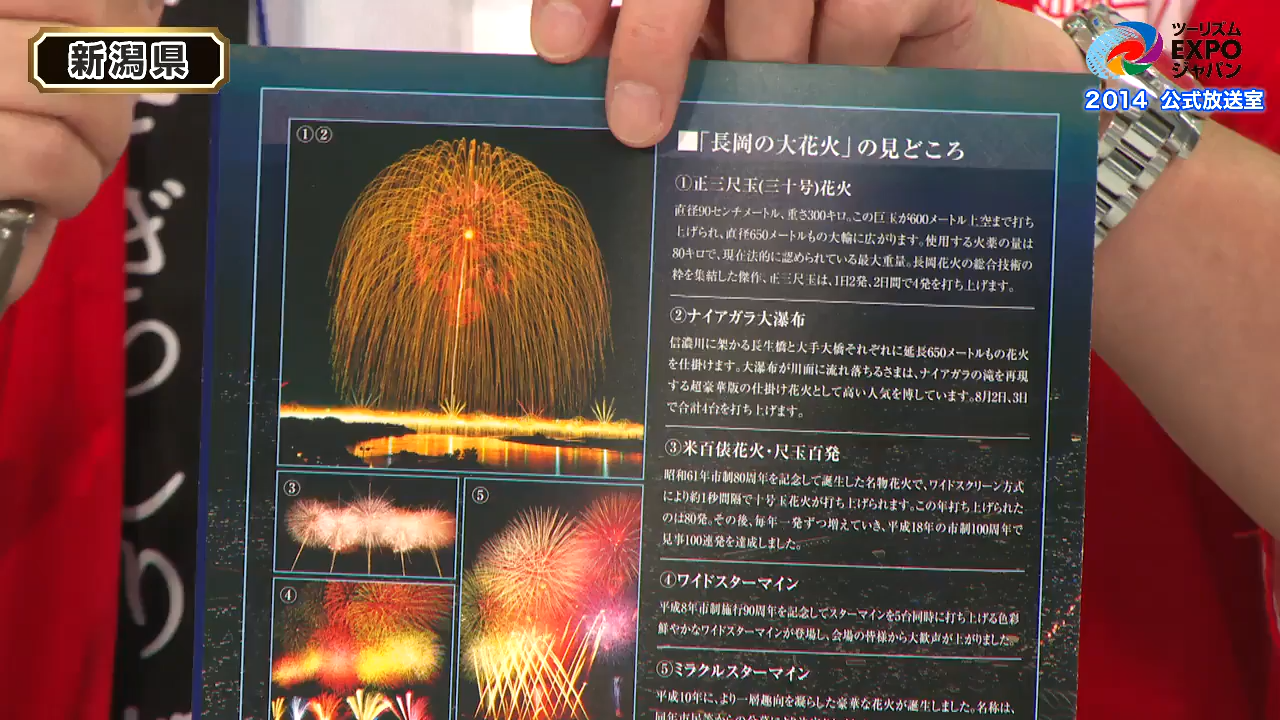 新潟県
ツーリズム
EXPO
ジャパン
2014 公式放送室
①②
■「長岡の大花火」の見どころ
①正三尺玉(三十号)花火
直径90センチメートル、重さ300キロ。この巨玉が600メートル上空まで打ち
上げられ、直径650メートルもの大輪に広がります。使用する火薬の量は
80キロで、現在法的に認められている最大重量。長岡花火の総合技術の
粋を集結した傑作、正三尺玉は、1日2発、2日間で4発を打ち上げます。
②ナイアガラ大瀑布
信濃川に架かる長生橋と大手大橋それぞれに延長650メートルもの花火
を仕掛けます。大瀑布が川面に流れ落ちるさまは、ナイアガラの滝を再現
する超豪華版の仕掛け花火として高い人気を博しています。8月2日、3日
で合計4台を打ち上げます。
③米百俵花火・尺玉百発
昭和61年市制80周年を記念して誕生した名物花火で、ワイドスクリーン方式
により約1秒間隔で十号玉花火が打ち上げられます。この年打ち上げられた
のは80発。その後、毎年一発ずつ増えていき、平成18年の市制100周年で
見事100連発を達成しました。
④ワイドスターマイン
平成8年市制施行90周年を記念してスターマインを5台同時に打ち上げる色彩
鮮やかなワイドスターマインが登場し、会場の皆様から大歓声が上がりました。
⑤ミラクルスターマイン
平成10年に、より一層趣向を凝らした豪華な花火が誕生しました。名称は、
③
⑤
④